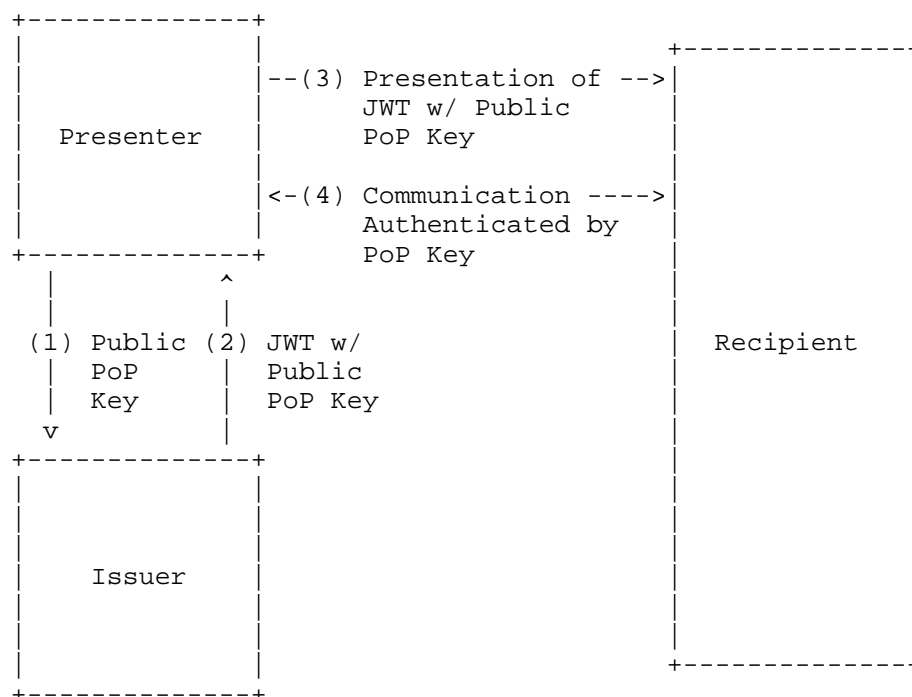 --(3) Presentation of -->
JWT w/ Public
Presenter PoP Key
<-(4) Communication ---->
Authenticated by
PoP Key
(1) Public (2) JWT w/ Recipient
PoP Public
Key PoP Key
Issuer